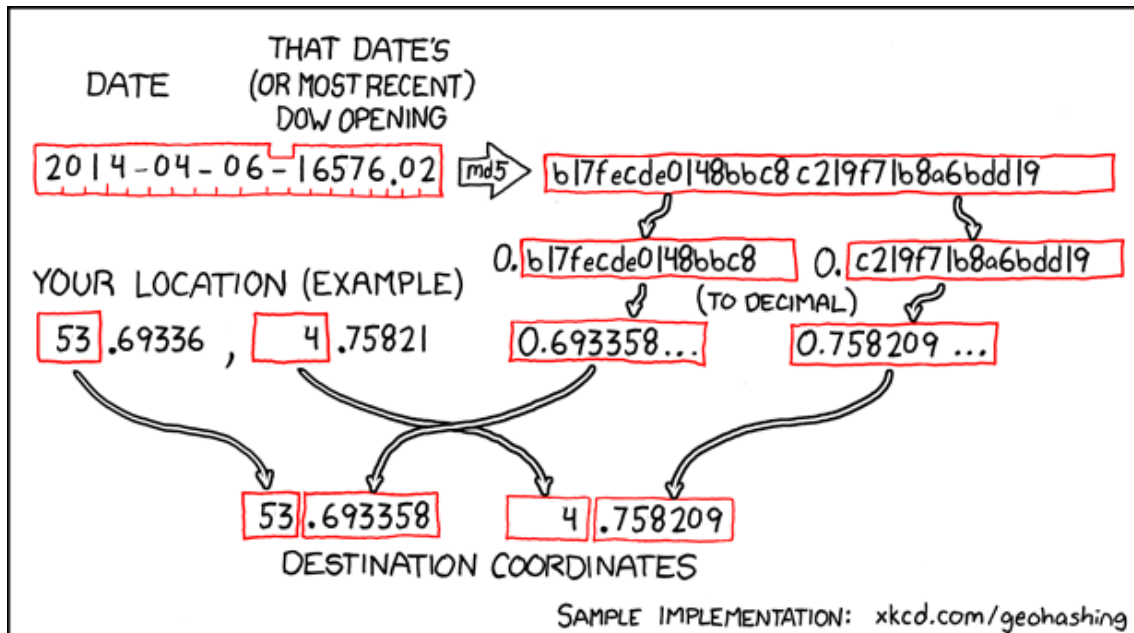 THAT DATE'S
DATE (OR MOST RECENT)
DOW OPENING
2014-04-06-16576.02 md5 b17fecde0148bbc8c219f71b8a6bdd19
0. b17fecde0148bbc8 0. c219f71b8a6bdd19
YOUR LOCATION (EXAMPLE) (TO DECIMAL)
53.69336, 4.75821 0.693358... 0.758209...
53.693358 4.758209
DESTINATION COORDINATES
SAMPLE IMPLEMENTATION: xkcd.com/geohashing